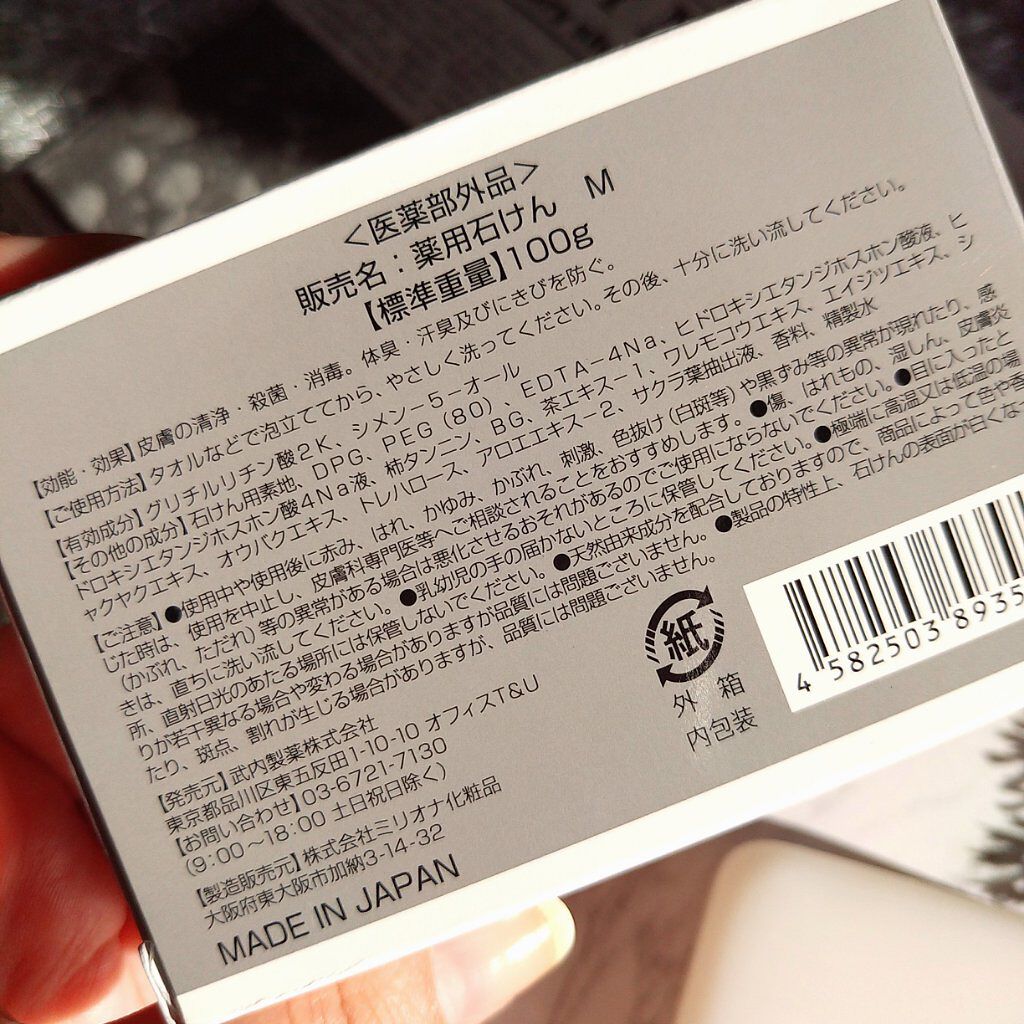 <医薬部外品>
販売名:薬用石けん M
【標準重量】100g
【効能・効果】皮膚の清浄・殺菌・消毒。体臭・汗臭及びにきびを防ぐ。
【ご使用方法】タオルなどで泡立ててから、やさしく洗ってください。その後、十分に洗い流してください。
【有効成分】グリチルリチン酸2K、シメン-5-オール
【その他の成分】石けん用素地、DPG、PEG(80)、EDTA-4Na、ヒドロキシエタンジホスホン酸液、ヒ
ドロキシエタンジホスホン酸4Na液、柿タンニン、BG、茶エキス-1、ワレモコウエキス、エイジツエキス、シ
ャクヤクエキス、オウバクエキス、トレハロース、アロエエキス-2、サクラ葉抽出液、香料、精製水
【ご注意】●使用中や使用後に赤み、はれ、かゆみ、かぶれ、刺激、色抜け(白斑等)や黒ずみ等の異常が現れたり、感
じた時は、使用を中止し、皮膚科専門医等へご相談されることをおすすめします。●傷、はれもの、湿しん、皮膚炎
(かぶれ、ただれ)等の異常がある場合は悪化させるおそれがあるのでご使用にならないでください。●目に入ったと
きは、直ちに洗い流してください。●乳幼児の手の届かないところに保管してください。●極端に高温又は低温の場
所、直射日光のあたる場所には保管しないでください。●天然由来成分を配合しておりますので、商品によって色や香
りが若干異なる場合や変わる場合がありますが品質には問題ございません。●製品の特性上、石けんの表面が白くな
たり、斑点、割れが生じる場合がありますが、品質には問題ございません。
【発売元】武内製薬株式会社
東京都品川区東五反田1-10-10 オフィスT&U
【お問い合わせ】03-6721-7130
(9:00~18:00 土日祝日除く)
【製造販売元】株式会社ミリオナ化粧品
大阪府東大阪市加納3-14-32
MADE IN JAPAN
紙
外 箱
内包装
4 582503 8935